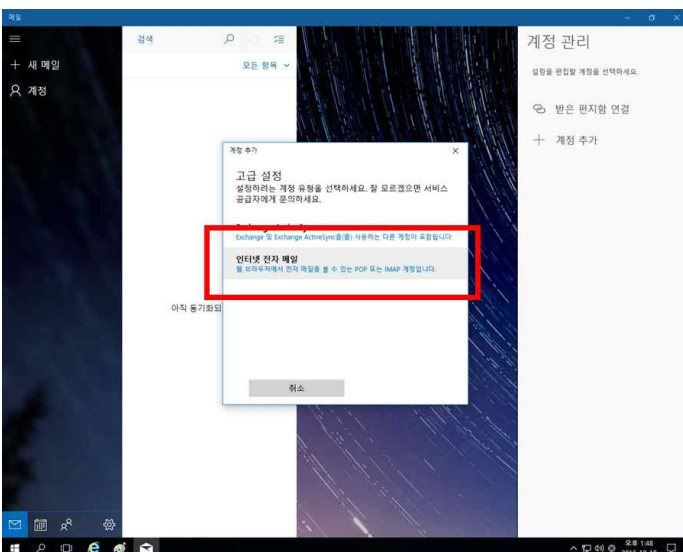 메일
검색
모든 항목
+ 새 메일
계정
아직 동기화되
계정 추가
고급 설정
설정하려는 계정 유형을 선택하세요. 잘 모르겠으면 서비스
공급자에게 문의하세요.
Exchange 및 Exchange ActiveSync을(를) 사용하는 다른 계정이 포함됩니다.
인터넷 전자 메일
웹 브라우저에서 전자 메일을 볼 수 있는 POP 또는 IMAP 계정입니다.
취소
계정 관리
설정을 편집할 계정을 선택하세요.
받은 편지함 연결
+ 계정 추가
오후 1:48